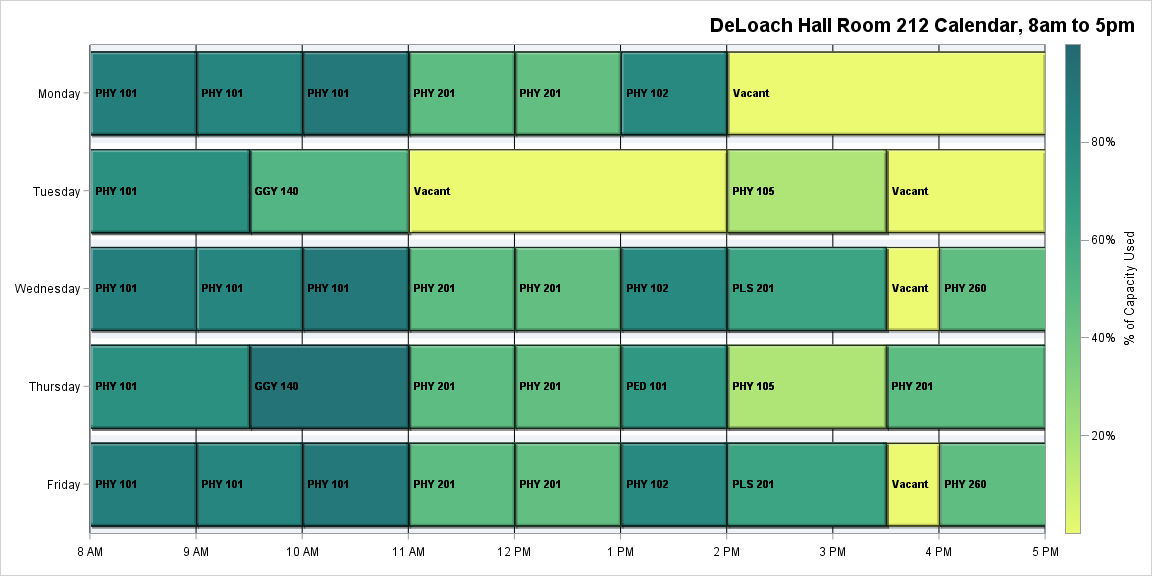 DeLoach Hall Room 212 Calendar, 8am to 5pm
Monday PHY 101 PHY 101 PHY 101 PHY 201 PHY 201 PHY 102 Vacant
80%
Tuesday PHY 101 GGY 140 Vacant PHY 105 Vacant
60%
Wednesday PHY 101 PHY 101 PHY 101 PHY 201 PHY 201 PHY 102 PLS 201 Vacant PHY 260
% of Capacity Used
40%
Thursday PHY 101 GGY 140 PHY 201 PHY 201 PED 101 PHY 105 PHY 201
20%
Friday PHY 101 PHY 101 PHY 101 PHY 201 PHY 201 PHY 102 PLS 201 Vacant PHY 260
8 AM 9 AM 10 AM 11 AM 12 PM 1 PM 2 PM 3 PM 4 PM 5 PM